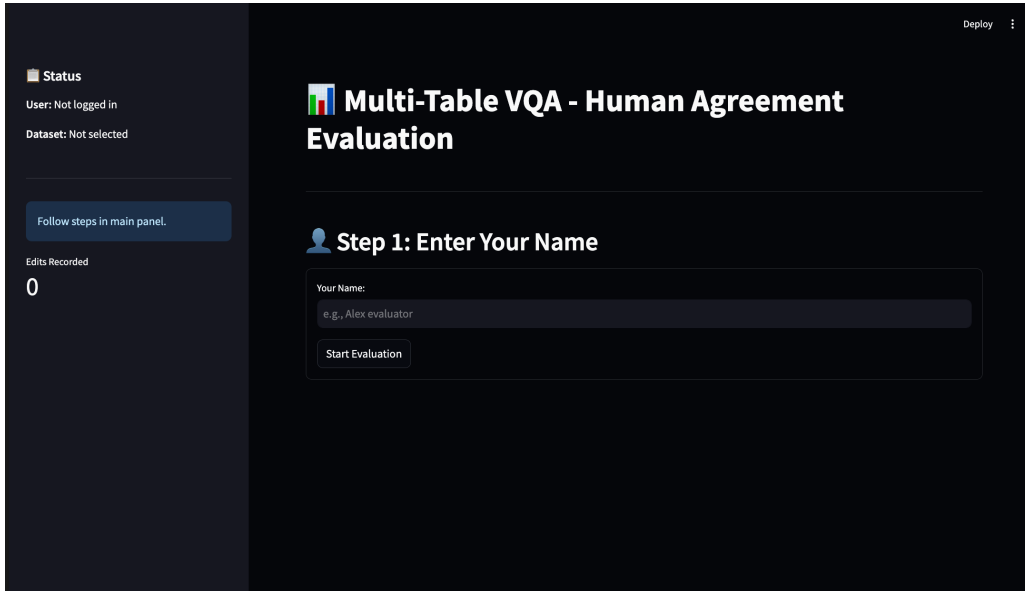 Deploy
Status
User: Not logged in
Dataset: Not selected
Follow steps in main panel.
Edits Recorded
0
Multi-Table VQA - Human Agreement
Evaluation
Step 1: Enter Your Name
Your Name:
e.g., Alex evaluator
Start Evaluation